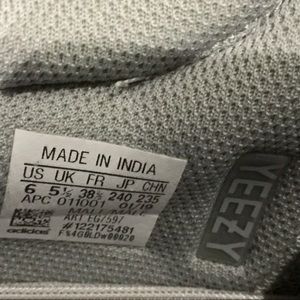 MADE IN INDIA
US UK FR JP CHN
6 5½ 38⅔ 240 235
APC 011001 01/19
ART EG7597
#122175481
adidas
YEEZY